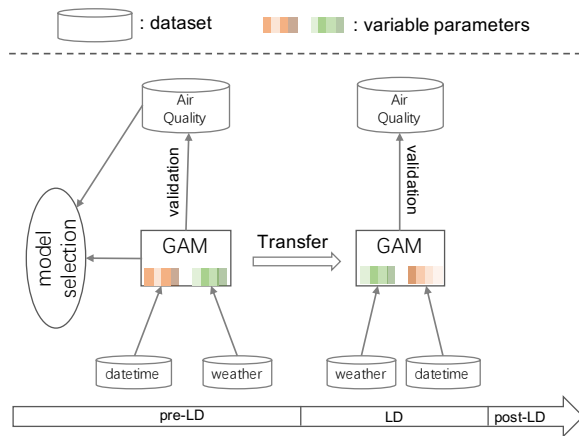 : dataset
: variable parameters
Air
Quality
Air
Quality
validation
validation
model
selection
GAM
Transfer
GAM
datetime
weather
weather
datetime
pre-LD
LD
post-LD